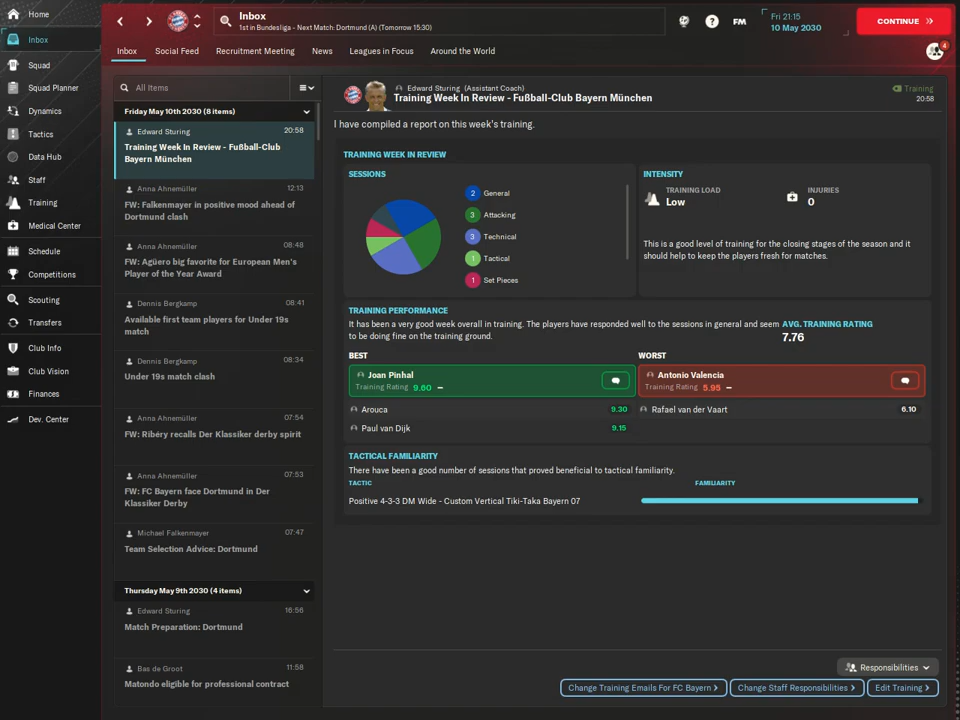 Home
Inbox
Squad
Squad Planner
Dynamics
Tactics
Data Hub
Staff
Training
Medical Center
Schedule
Competitions
Scouting
Transfers
Club Info
Club Vision
Finances
Dev. Center
Inbox
1st in Bundesliga - Next Match: Dortmund (A) (Tomorrow 15:30)
?
FM
Fri 21:15
10 May 2030
CONTINUE
4
Inbox
Social Feed
Recruitment Meeting
News
Leagues in Focus
Around the World
All Items
Friday May 10th 2030 (8 items)
Edward Sturing 20:58
Training Week In Review - Fußball-Club
Bayern München
Anna Ahnemüller 12:13
FW: Falkenmayer in positive mood ahead of
Dortmund clash
Anna Ahnemüller 08:48
FW: Agüero big favorite for European Men's
Player of the Year Award
Dennis Bergkamp 08:41
Available first team players for Under 19s
match
Dennis Bergkamp 08:34
Under 19s match clash
Anna Ahnemüller 07:54
FW: Ribéry recalls Der Klassiker derby spirit
Anna Ahnemüller 07:53
FW: FC Bayern face Dortmund in Der
Klassiker Derby
Michael Falkenmayer 07:47
Team Selection Advice: Dortmund
Thursday May 9th 2030 (4 items)
Edward Sturing 16:56
Match Preparation: Dortmund
Bas de Groot 11:58
Matondo eligible for professional contract
Edward Sturing (Assistant Coach)
Training Week In Review - Fußball-Club Bayern München
Training
20:58
I have compiled a report on this week's training.
TRAINING WEEK IN REVIEW
SESSIONS
2 General
3 Attacking
3 Technical
1 Tactical
1 Set Pieces
INTENSITY
TRAINING LOAD
Low
INJURIES
0
This is a good level of training for the closing stages of the season and it
should help to keep the players fresh for matches.
TRAINING PERFORMANCE
It has been a very good week overall in training. The players have responded well to the sessions in general and seem
to be doing fine on the training ground.
AVG. TRAINING RATING
7.76
BEST
Joan Pinhal
Training Rating 9.60 –
Arouca 9.30
Paul van Dijk 9.15
WORST
Antonio Valencia
Training Rating 5.95 –
Rafael van der Vaart 6.10
TACTICAL FAMILIARITY
There have been a good number of sessions that proved beneficial to tactical familiarity.
TACTIC FAMILIARITY
Positive 4-3-3 DM Wide - Custom Vertical Tiki-Taka Bayern 07
Responsibilities
Change Training Emails For FC Bayern >
Change Staff Responsibilities >
Edit Training >